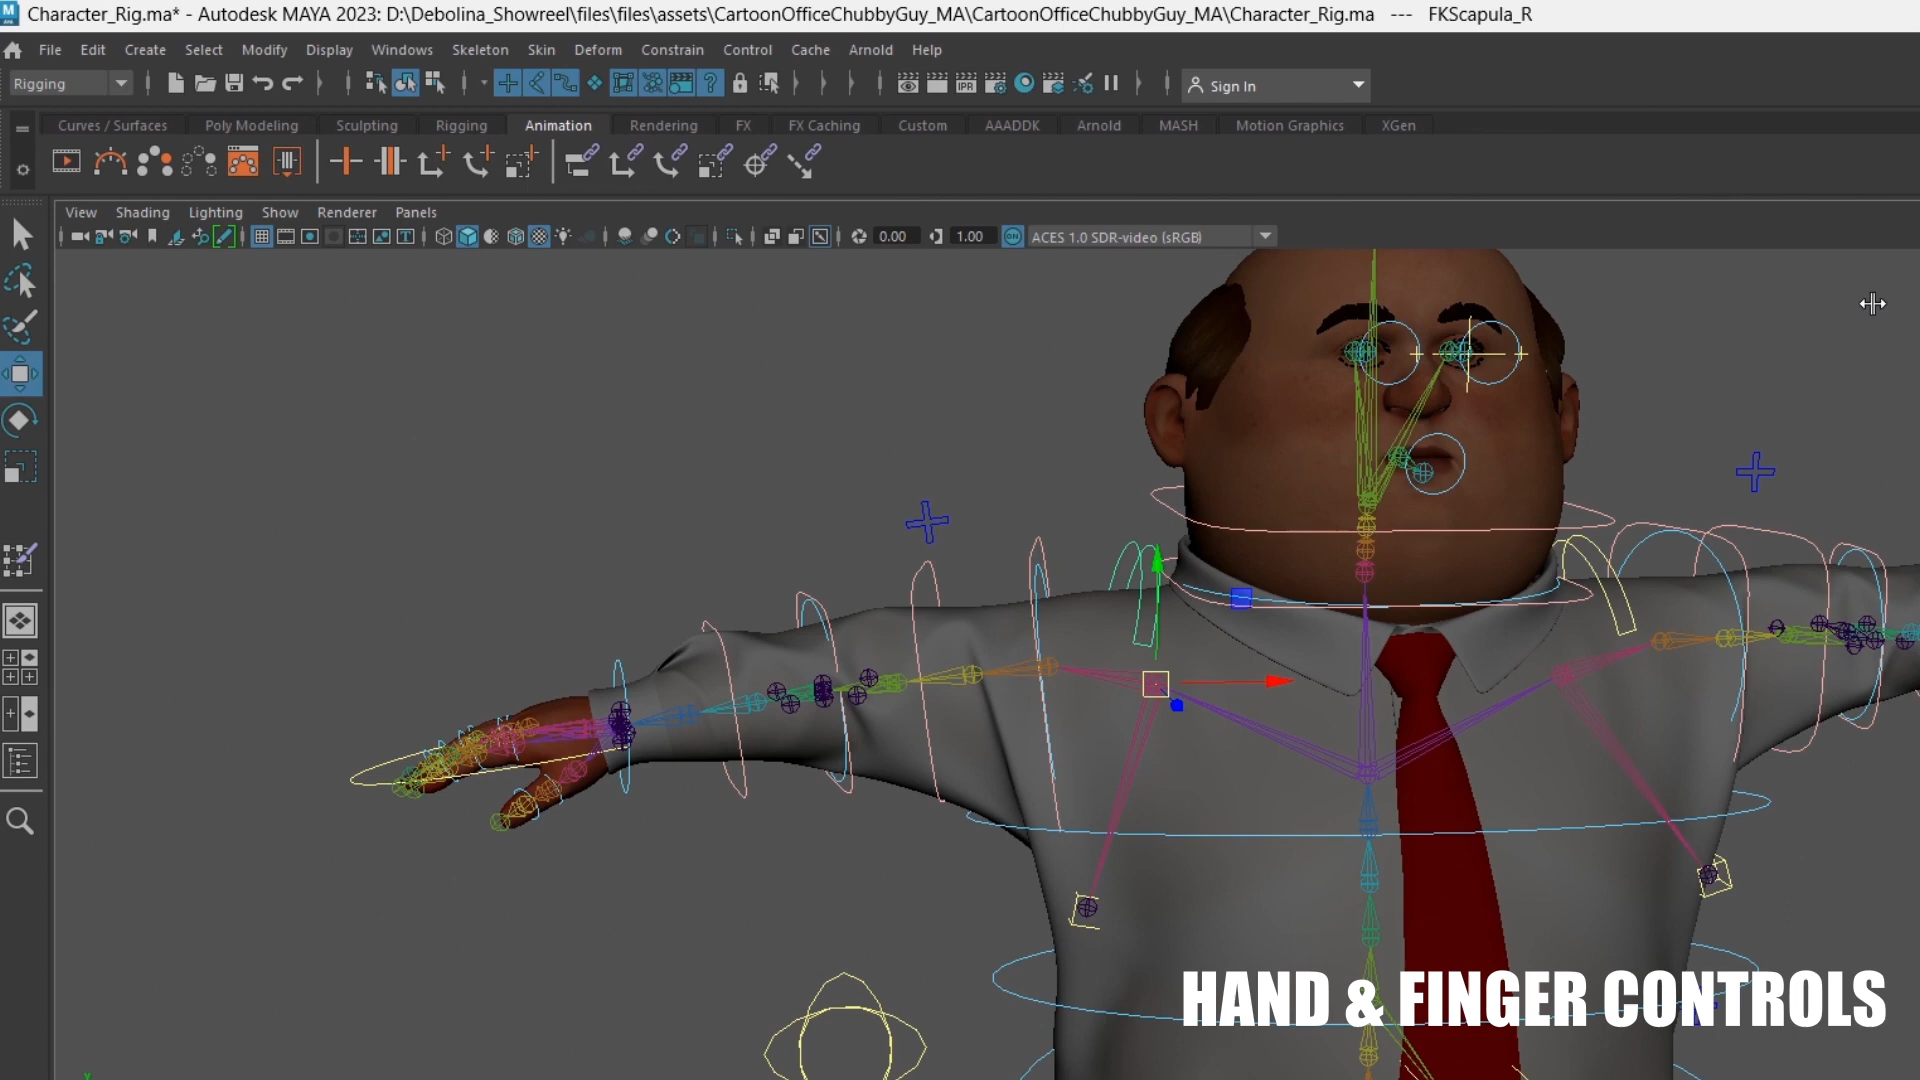 Character_Rig.ma* - Autodesk MAYA 2023: D:\Debolina_Showreel\files\files\assets\CartoonOfficeChubbyGuy_MA\CartoonOfficeChubbyGuy_MA\Character_Rig.ma --- FKScapula_R
File Edit Create Select Modify Display Windows Skeleton Skin Deform Constrain Control Cache Arnold Help
Rigging IPR Sign In
Curves / Surfaces Poly Modeling Sculpting Rigging Animation Rendering FX FX Caching Custom AAADDK Arnold MASH Motion Graphics XGen
View Shading Lighting Show Renderer Panels
0.00 1.00 ON ACES 1.0 SDR-video (sRGB)
HAND & FINGER CONTROLS
Y